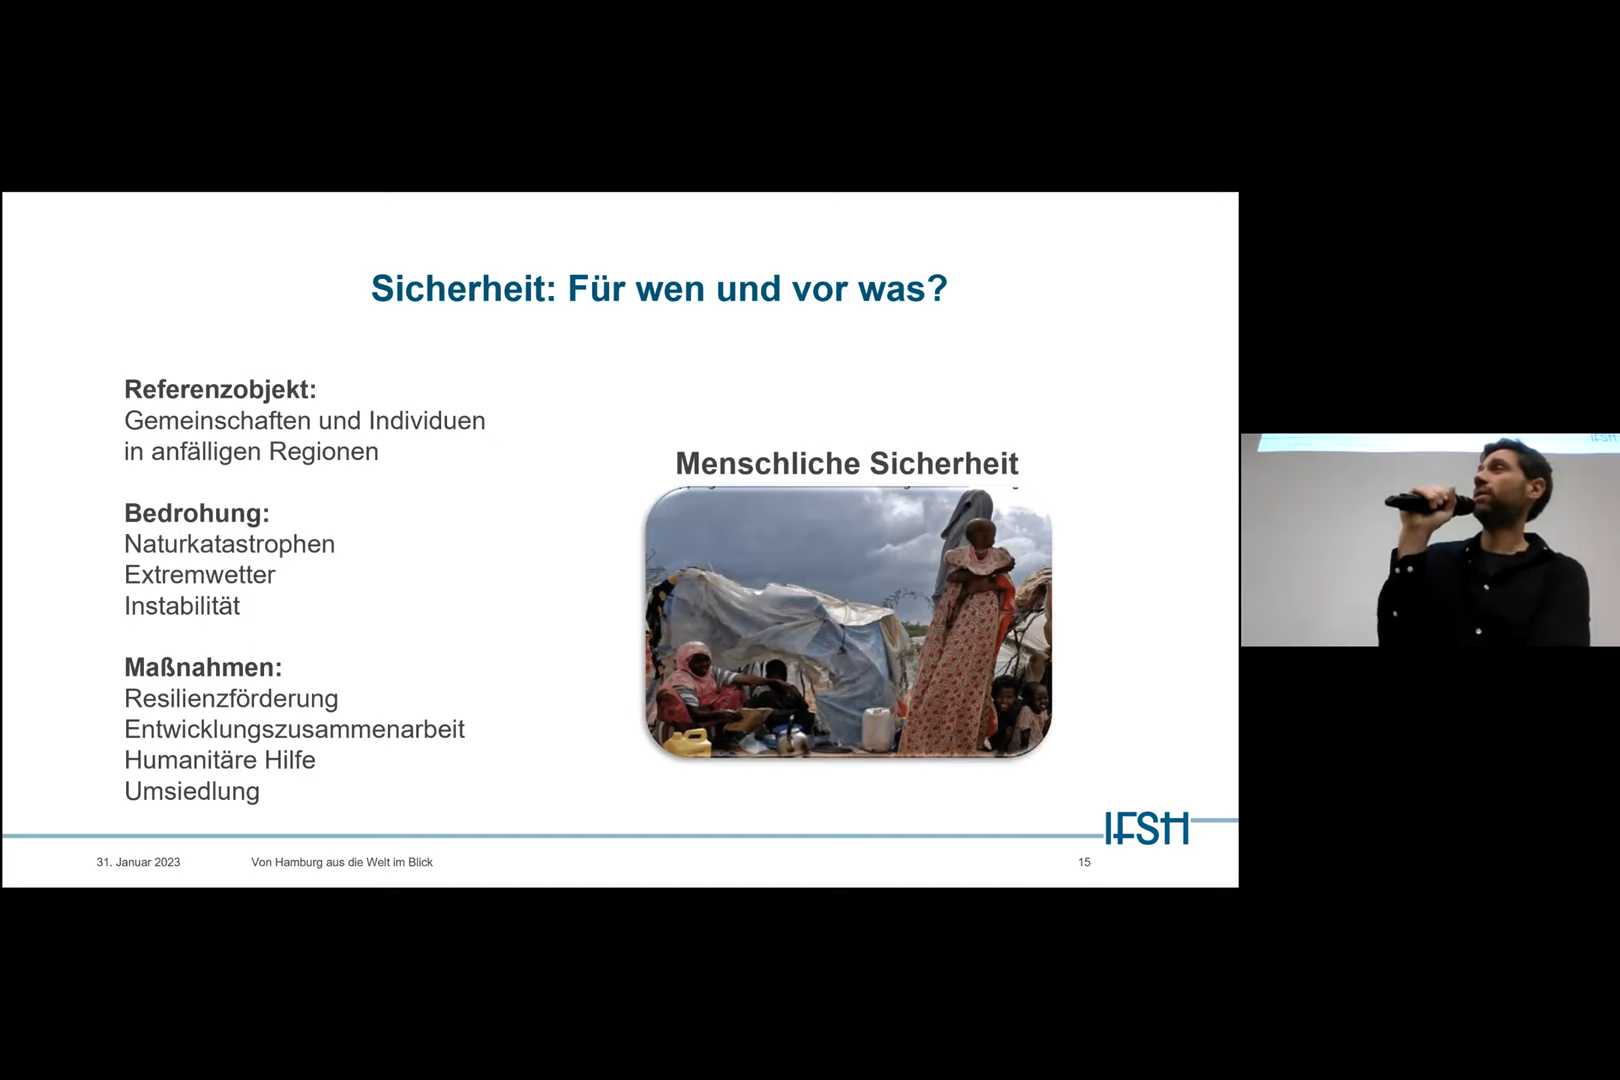 Sicherheit: Für wen und vor was?
Referenzobjekt:
Gemeinschaften und Individuen
in anfälligen Regionen
Bedrohung:
Naturkatastrophen
Extremwetter
Instabilität
Maßnahmen:
Resilienzförderung
Entwicklungszusammenarbeit
Humanitäre Hilfe
Umsiedlung
Menschliche Sicherheit
IFSH
31. Januar 2023
Von Hamburg aus die Welt im Blick
15
IFSH